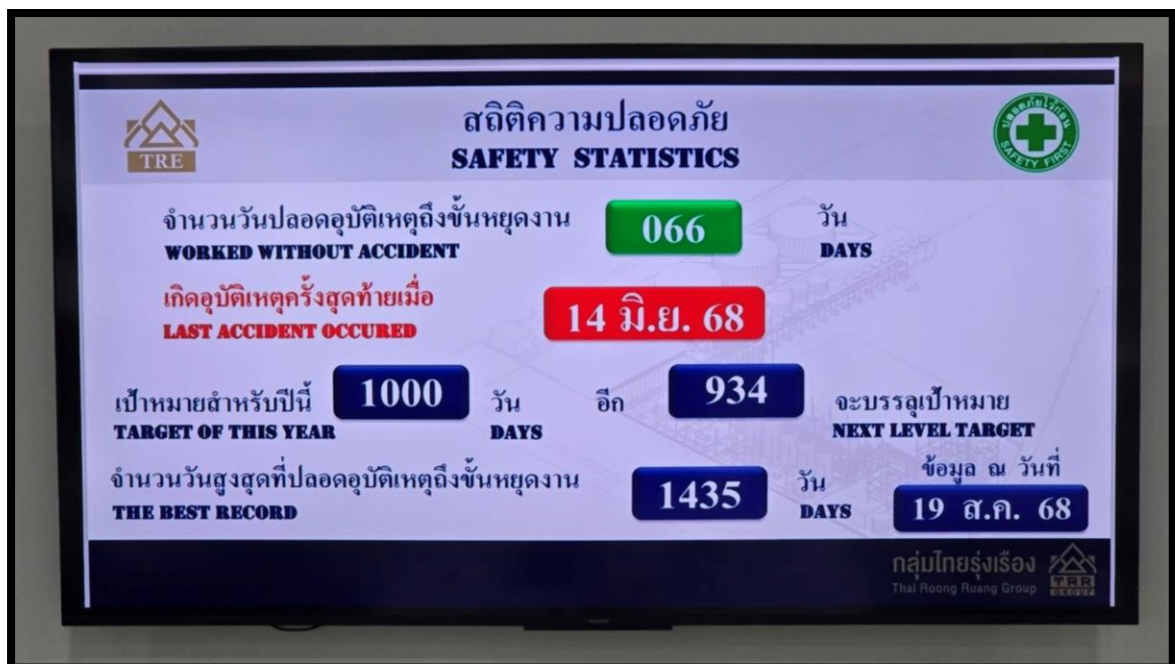 สถิติความปลอดภัย
SAFETY STATISTICS
TRE
ปลอดภัยไว้ก่อน
SAFETY FIRST
จำนวนวันปลอดอุบัติเหตุถึงขั้นหยุดงาน 066 วัน
WORKED WITHOUT ACCIDENT DAYS
เกิดอุบัติเหตุครั้งสุดท้ายเมื่อ 14 มิ.ย. 68
LAST ACCIDENT OCCURED
เป้าหมายสำหรับปีนี้ 1000 วัน อีก 934 จะบรรลุเป้าหมาย
TARGET OF THIS YEAR DAYS NEXT LEVEL TARGET
จำนวนวันสูงสุดที่ปลอดอุบัติเหตุถึงขั้นหยุดงาน 1435 วัน ข้อมูล ณ วันที่
THE BEST RECORD DAYS 19 ส.ค. 68
กลุ่มไทยรุ่งเรือง
Thai Roong Ruang Group
TRR
GROUP
HUAWEI